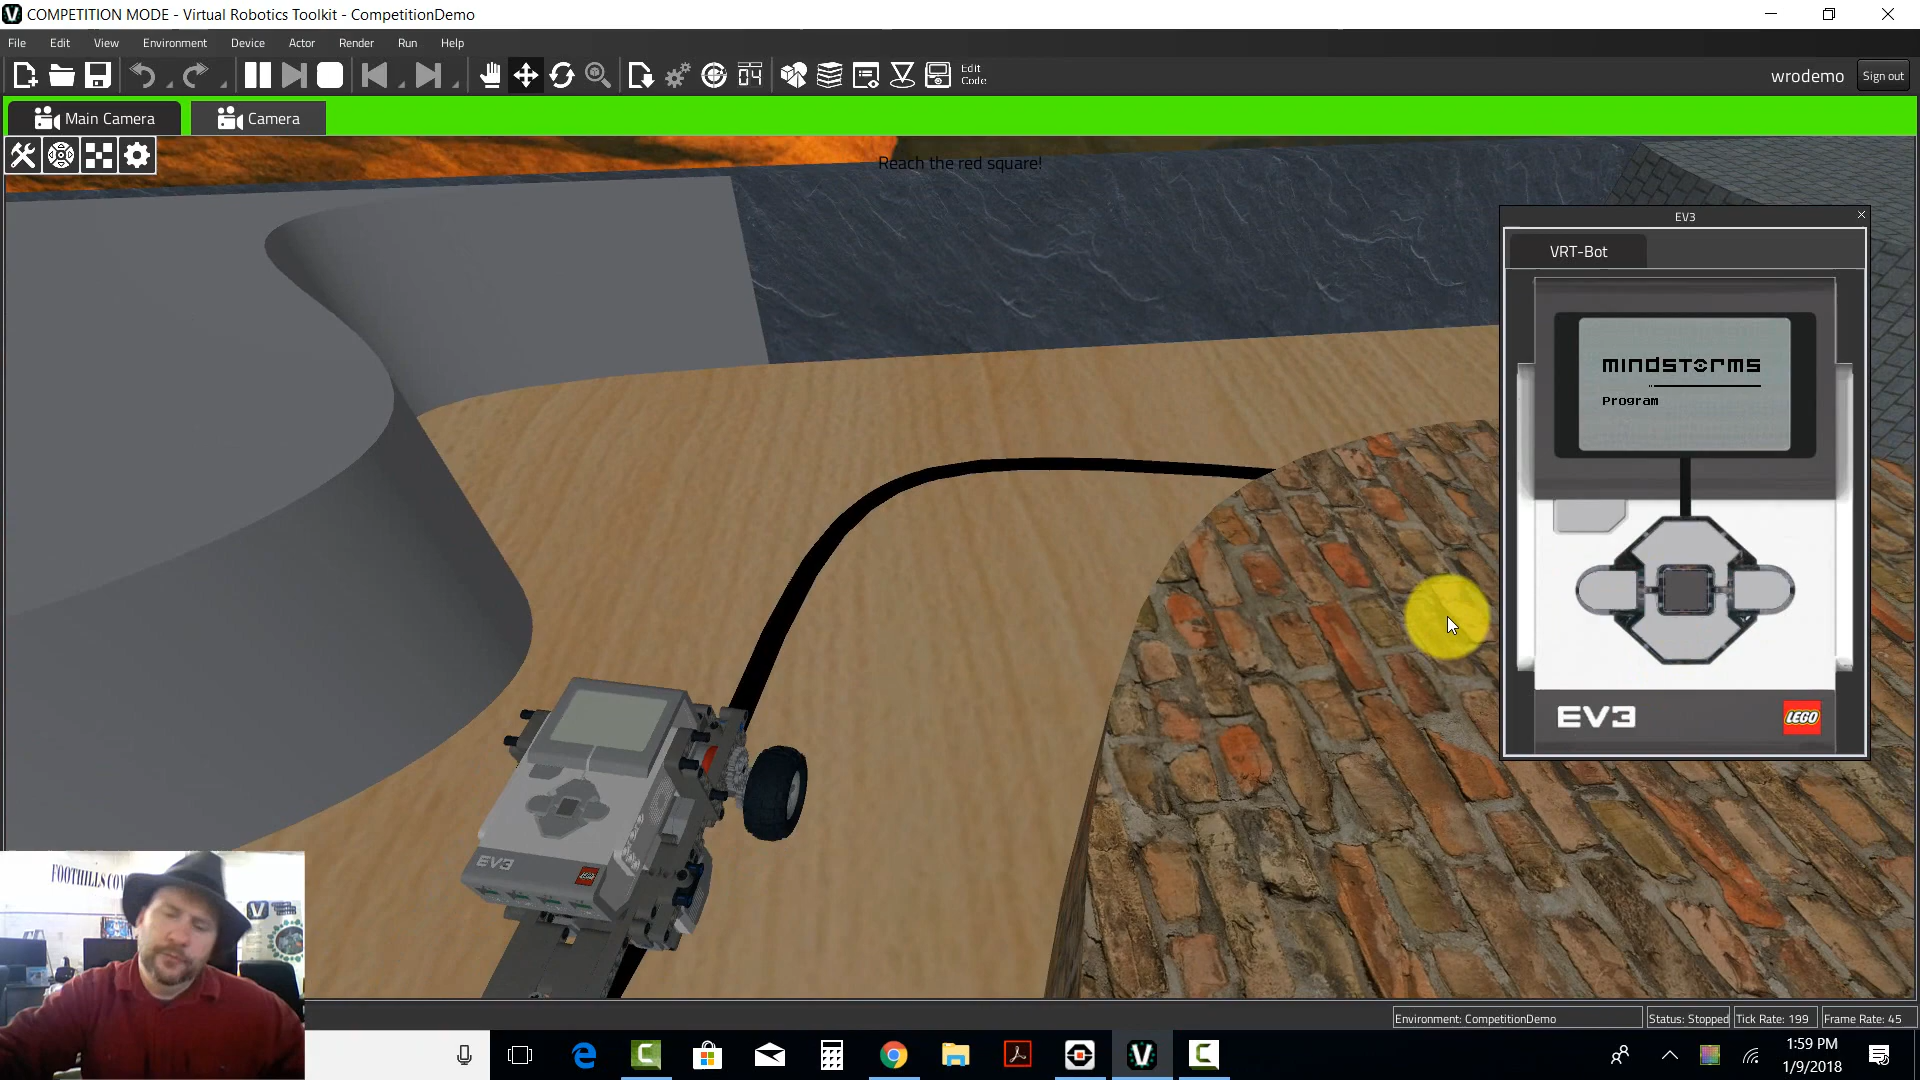 COMPETITION MODE - Virtual Robotics Toolkit - CompetitionDemo
File Edit View Environment Device Actor Render Run Help
04
Edit
Code
wrodemo
Sign out
Main Camera
Camera
Reach the red square!
EV3
VRT-Bot
mindstorms
Program
EV3
LEGO
EV3
LEGO
Environment: CompetitionDemo
Status: Stopped
Tick Rate: 199
Frame Rate: 45
1:59 PM
1/9/2018